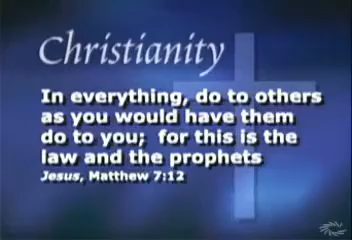 Christianity
In everything, do to others
as you would have them
do to you;  for this is the
law and the prophets
Jesus, Matthew 7:12